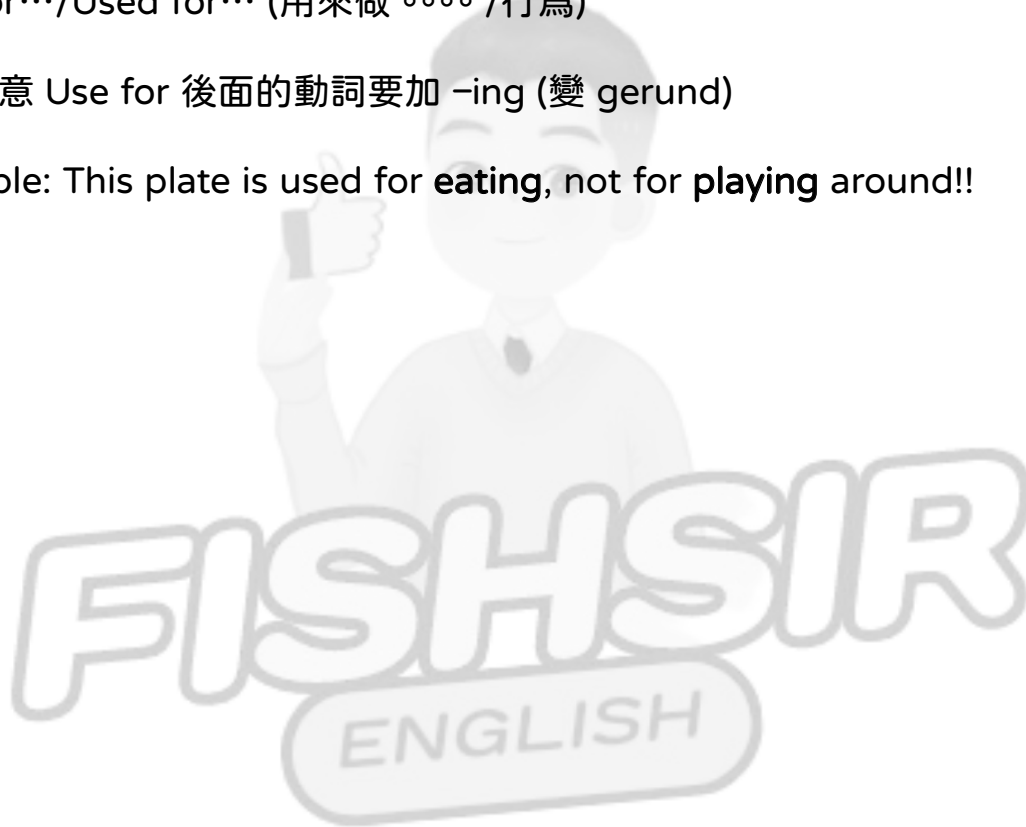 or…/Used for… (用來做 。。。。/行為)
意 Use for 後面的動詞要加 –ing (變 gerund)
ple: This plate is used for eating, not for playing around!!
FISHSIR
ENGLISH